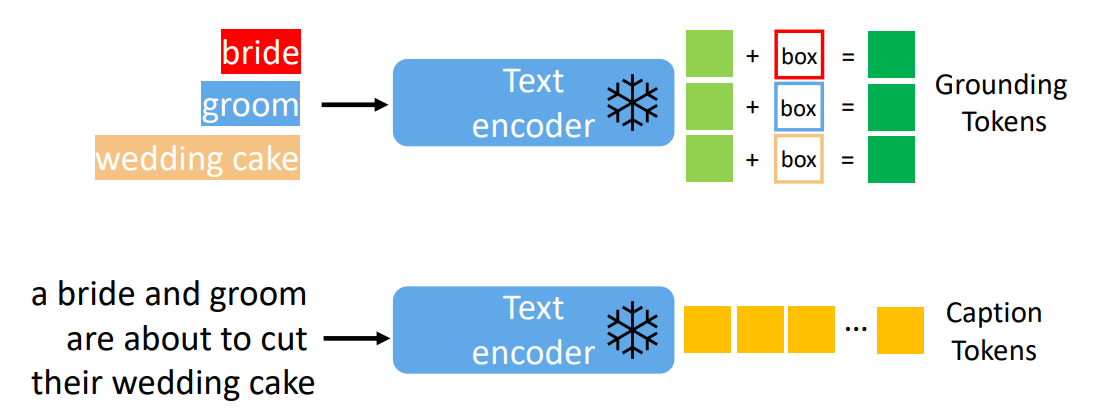 bride
groom
wedding cake
Text
encoder
+ box =
+ box =
+ box =
Grounding
Tokens
a bride and groom
are about to cut
their wedding cake
Text
encoder
...
Caption
Tokens